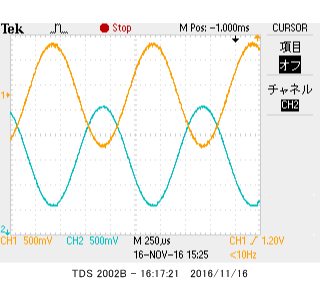 Tek Stop M Pos: -1.000ms CURSOR
項目
オフ
チャネル
CH2
1
2
CH1 500mV CH2 500mV M 250µs CH1 / 1.20V
16-NOV-16 15:25 <10Hz
TDS 2002B - 16:17:21 2016/11/16